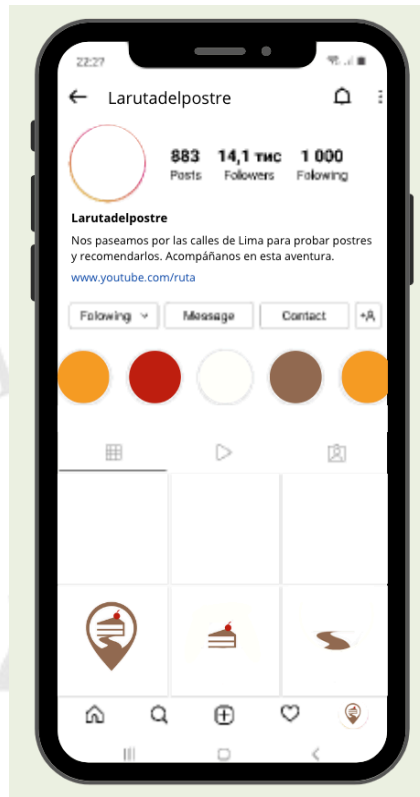 22:27
Larutadelpostre
883 14,1 тис 1 000
Posts Folowers Folowing
Larutadelpostre
Nos paseamos por las calles de Lima para probar postres
y recomendarlos. Acompáñanos en esta aventura.
www.youtube.com/ruta
Folowing Message Contact